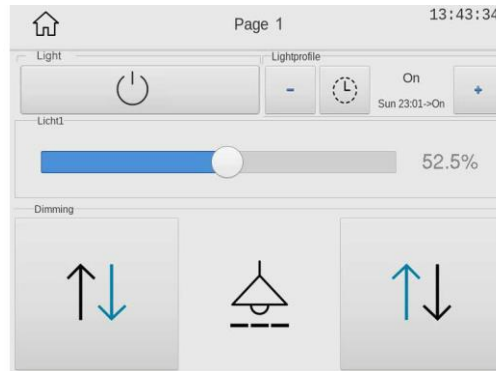 Page 1
13:43:34
Light
Lightprofile
-
On
+
Sun 23:01->On
Licht1
52.5%
Dimming